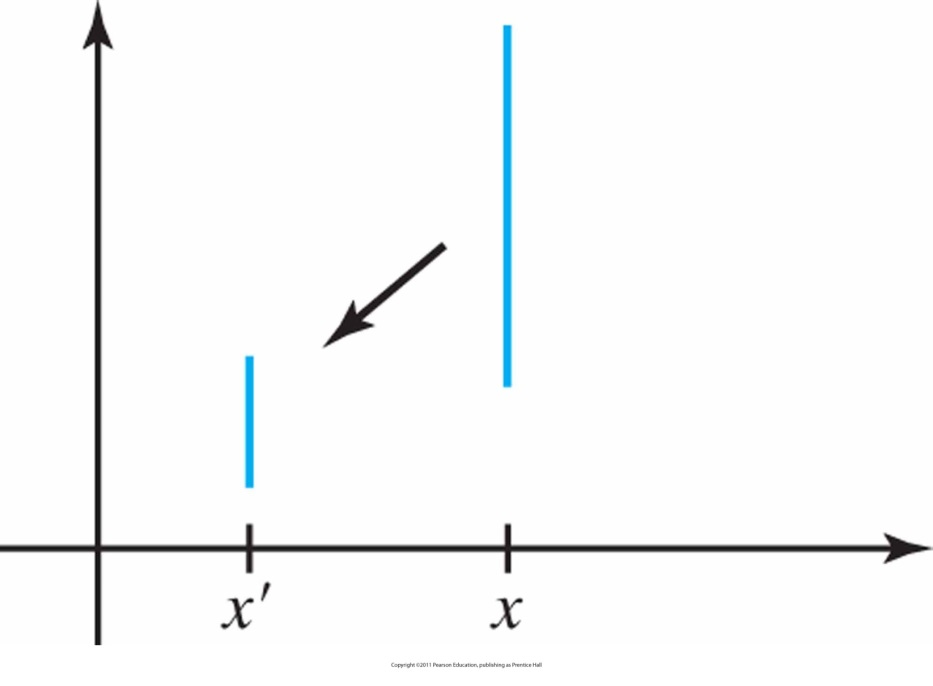 x′ x
Copyright ©2011 Pearson Education, publishing as Prentice Hall